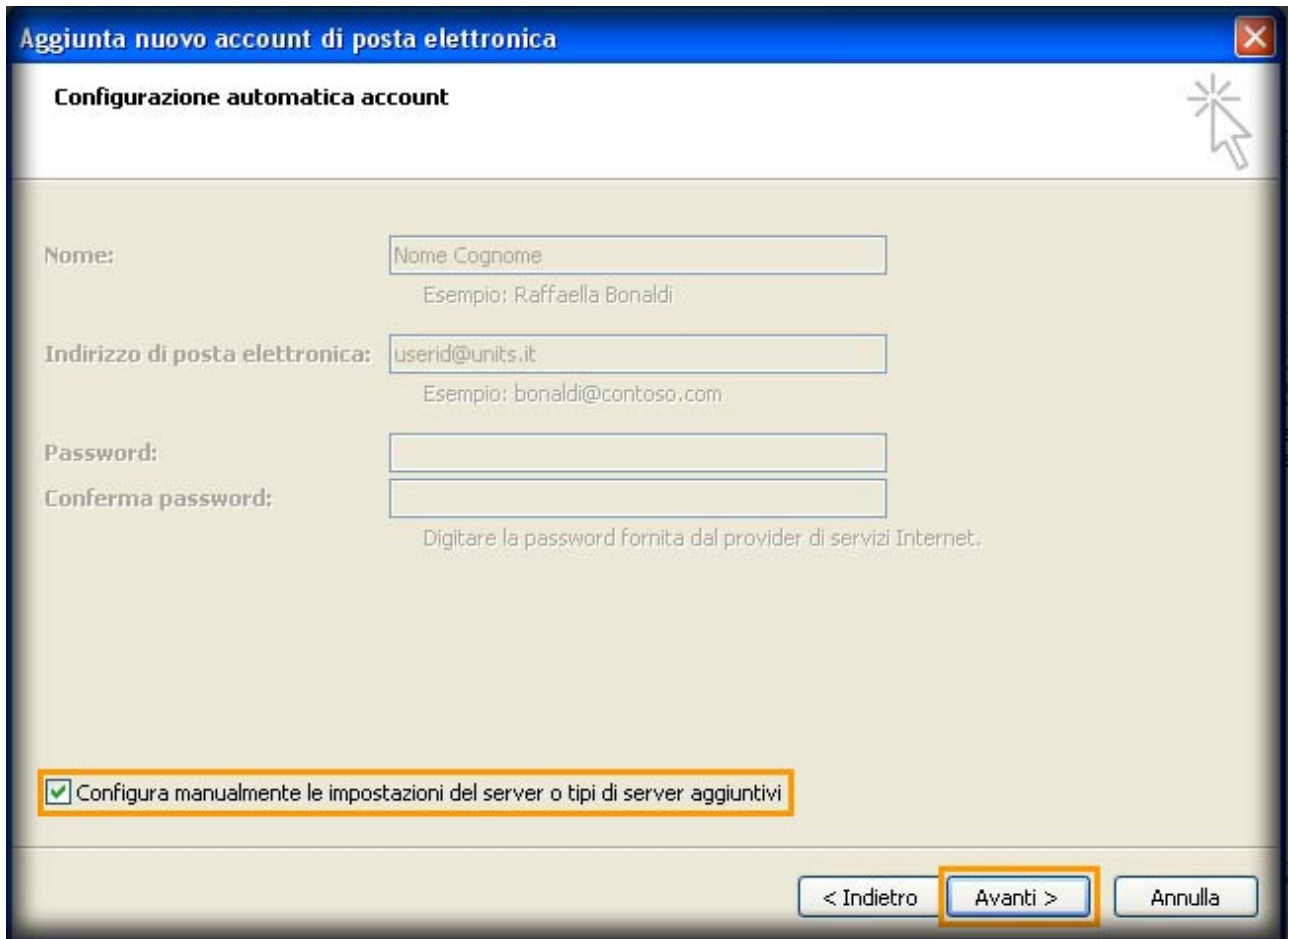 Aggiunta nuovo account di posta elettronica
Configurazione automatica account
Nome:
Nome Cognome
Esempio: Raffaella Bonaldi
Indirizzo di posta elettronica:
userid@units.it
Esempio: bonaldi@contoso.com
Password:
Conferma password:
Digitare la password fornita dal provider di servizi Internet.
Configura manualmente le impostazioni del server o tipi di server aggiuntivi
< Indietro
Avanti >
Annulla